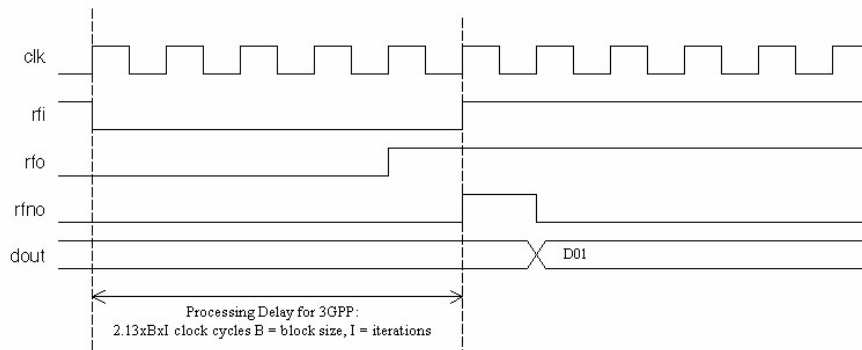 clk
rfi
rfo
rfno
dout
D01
Processing Delay for 3GPP:
2.13xBxI clock cycles B = block size, I = iterations